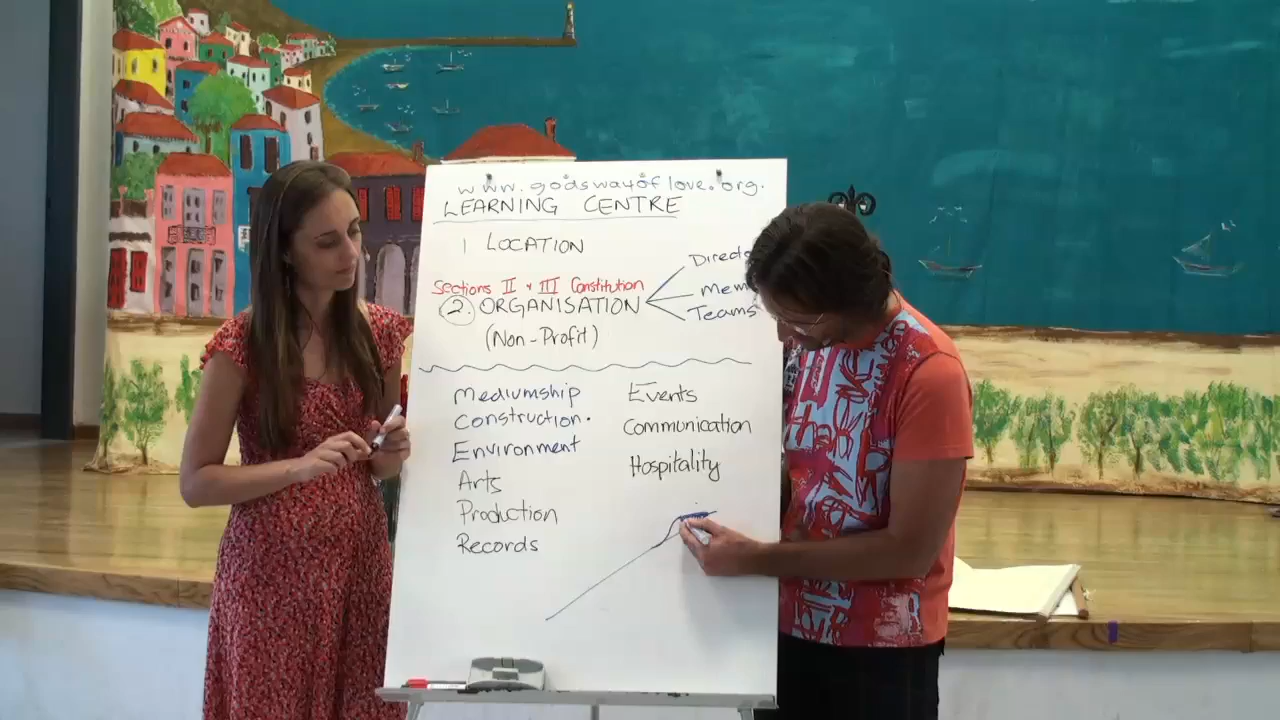 www.godswayoflove.org.
LEARNING CENTRE
1 LOCATION
Sections II + III Constitution
2. ORGANISATION
(Non-Profit)
Teams
Mediumship
Construction.
Environment
Arts
Production
Records
Events
Communication
Hospitality